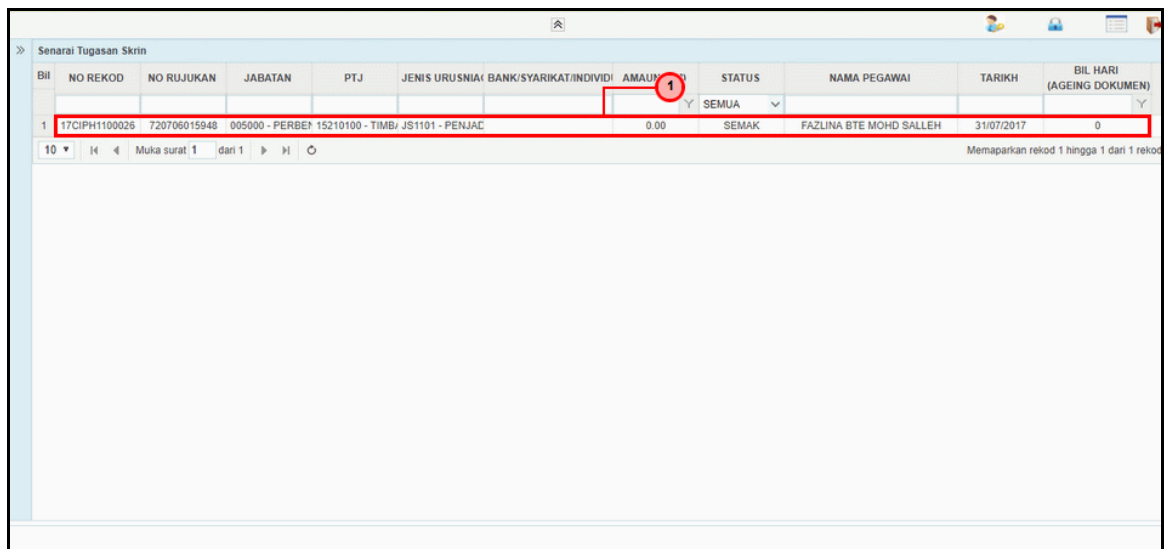 Senarai Tugasan Skrin
Bil NO REKOD NO RUJUKAN JABATAN PTJ JENIS URUSNIA BANK/SYARIKAT/INDIVID AMAUN STATUS NAMA PEGAWAI TARIKH BIL HARI
(AGEING DOKUMEN)
1
SEMUA
1 17CIPH1100026 720706015948 005000 - PERBEN 15210100 - TIMB JS1101 - PENJAD 0.00 SEMAK FAZLINA BTE MOHD SALLEH 31/07/2017 0
10 Muka surat 1 dari 1 Memaparkan rekod 1 hingga 1 dari 1 rekod